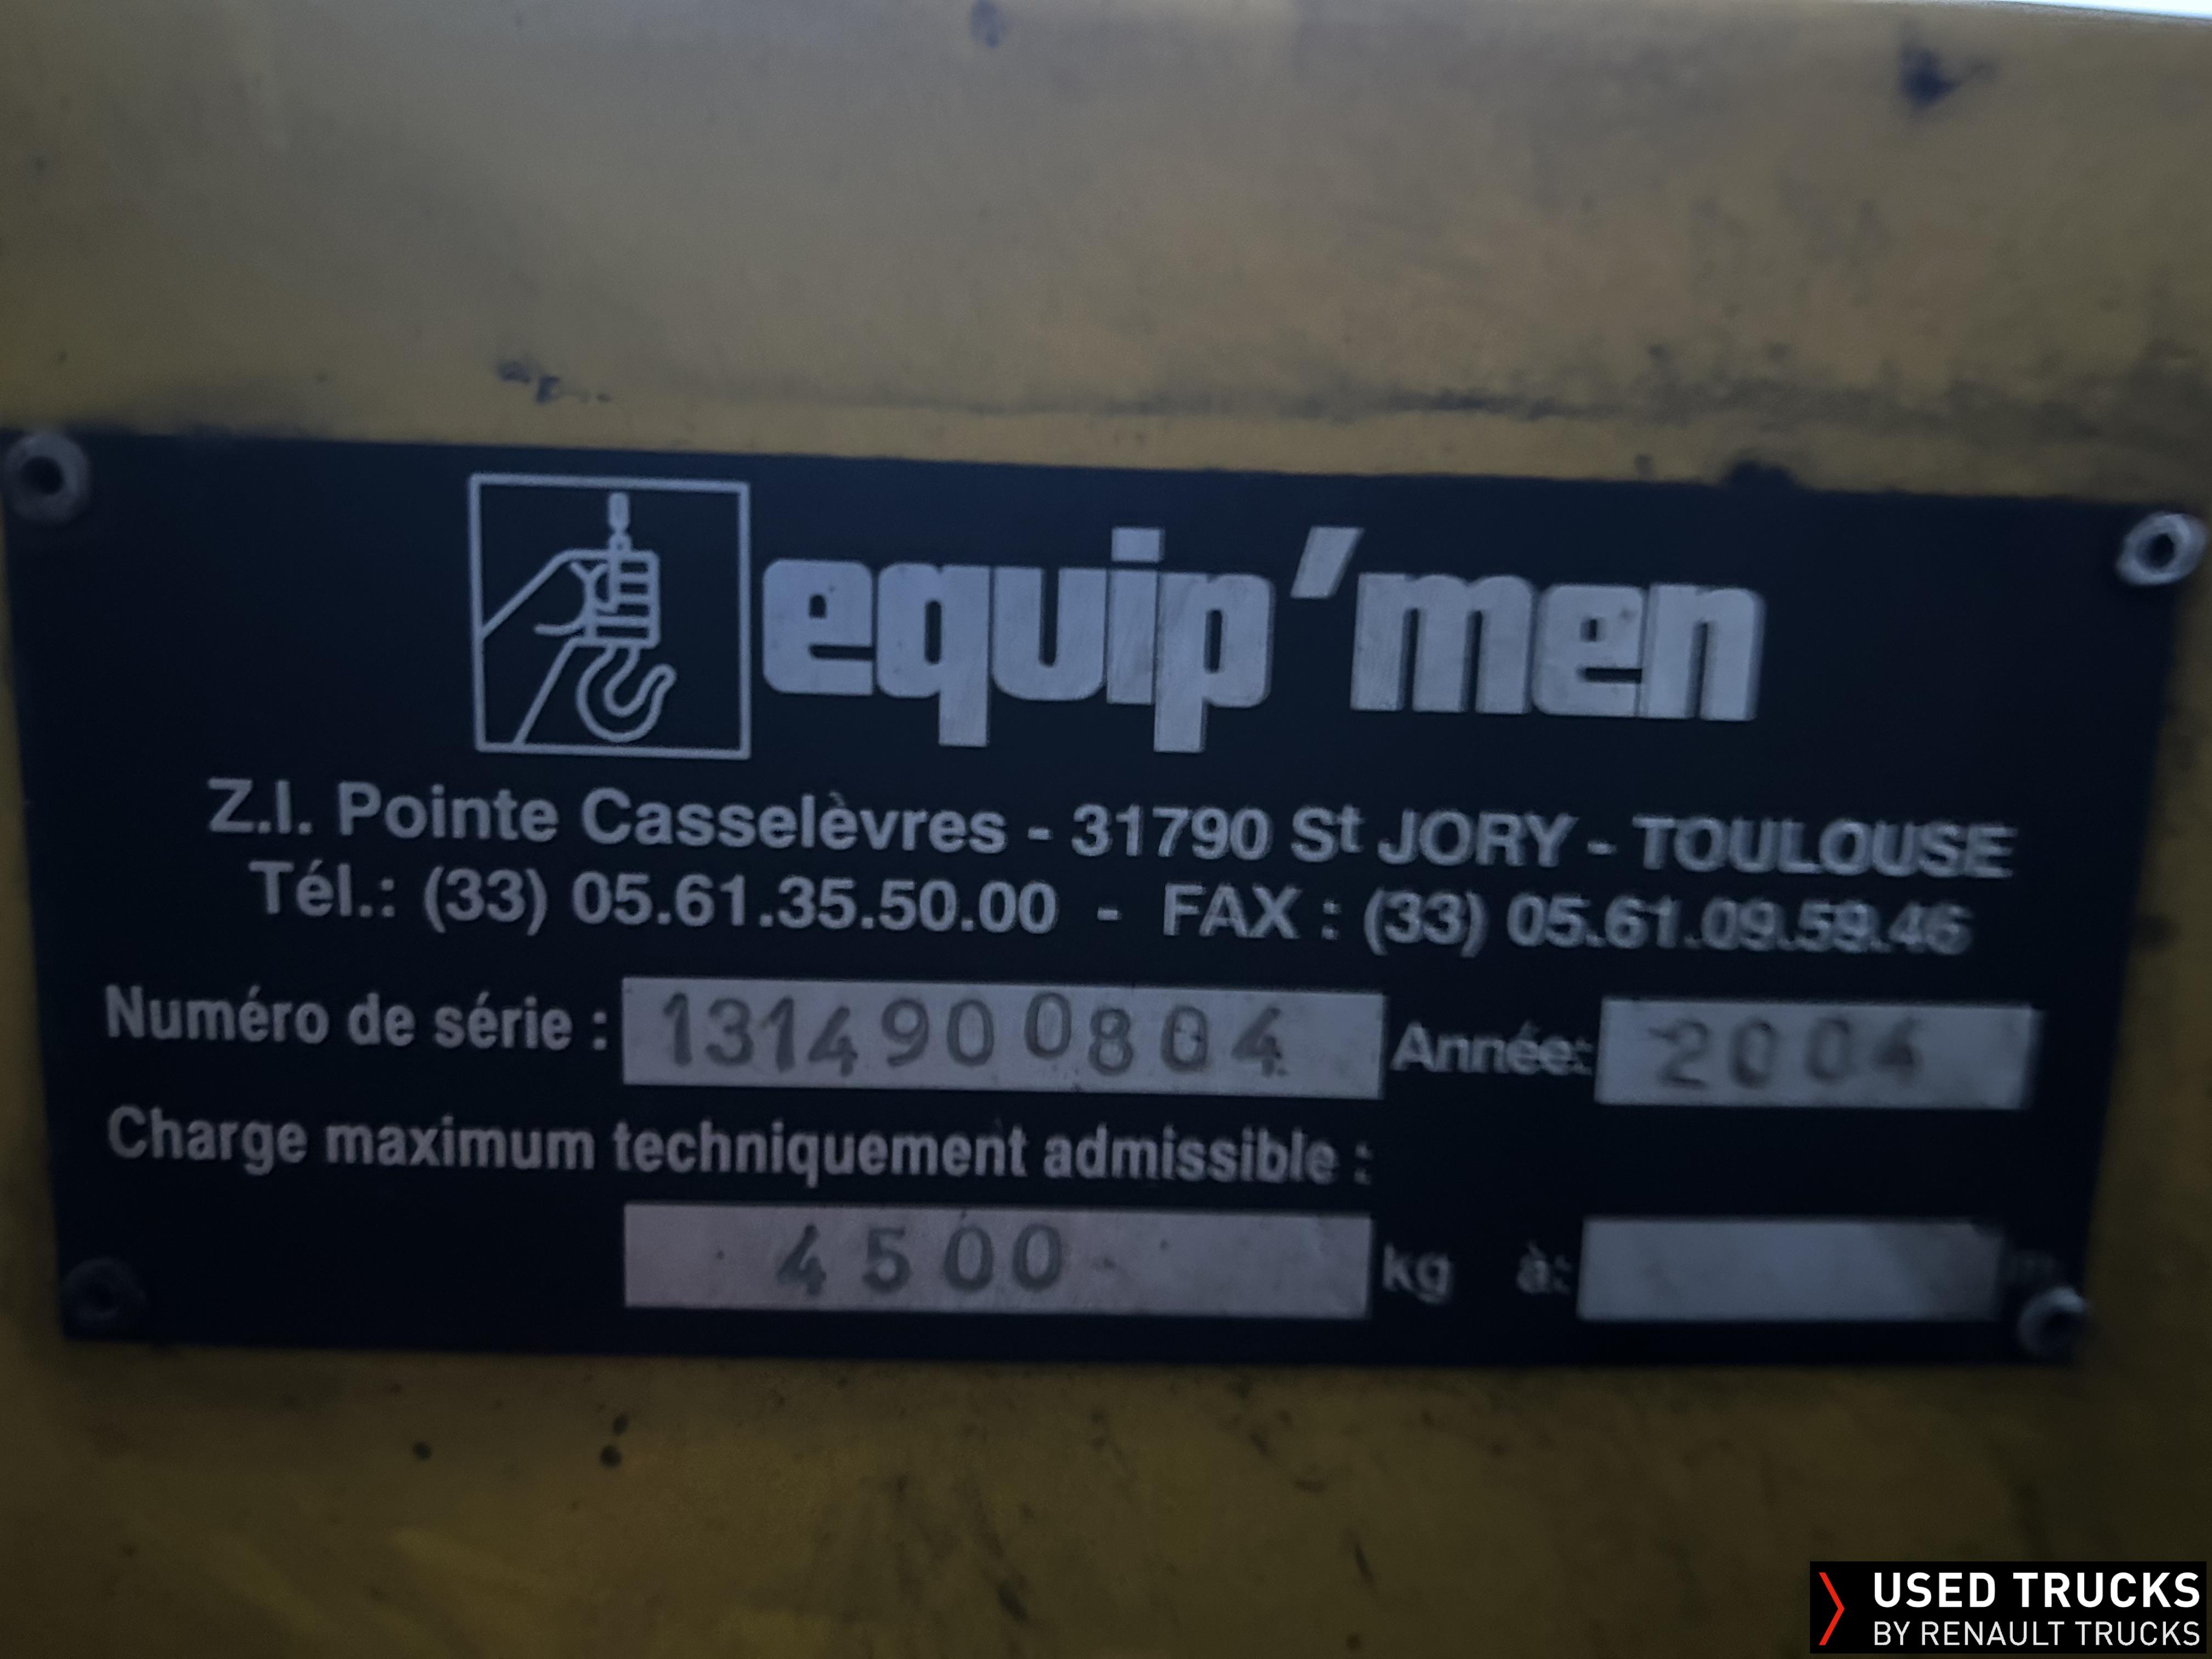 equip'men
Z.I. Pointe Casselèvres - 31790 St JORY - TOULOUSE
Tél.: (33) 05.61.35.50.00 - FAX : (33) 05.61.09.59.46
Numéro de série : 1314900804 Année: 2004
Charge maximum techniquement admissible :
4500 kg à: m
USED TRUCKS
BY RENAULT TRUCKS